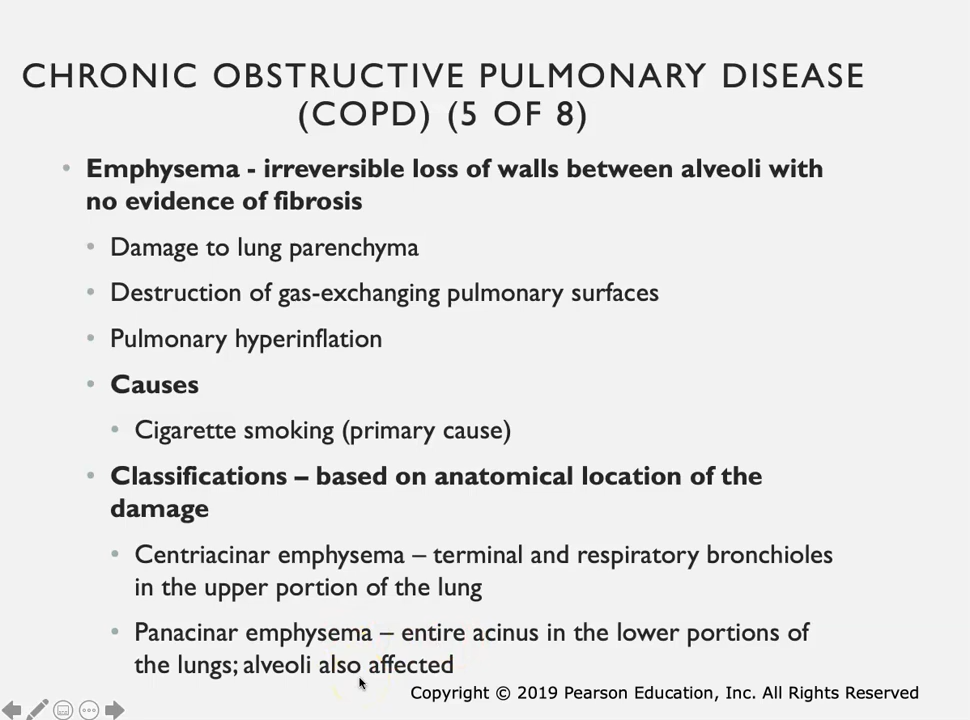 CHRONIC OBSTRUCTIVE PULMONARY DISEASE
(COPD) (5 OF 8)
• Emphysema - irreversible loss of walls between alveoli with
no evidence of fibrosis
• Damage to lung parenchyma
• Destruction of gas-exchanging pulmonary surfaces
• Pulmonary hyperinflation
• Causes
• Cigarette smoking (primary cause)
• Classifications – based on anatomical location of the
damage
• Centriacinar emphysema – terminal and respiratory bronchioles
in the upper portion of the lung
• Panacinar emphysema – entire acinus in the lower portions of
the lungs; alveoli also affected
Copyright © 2019 Pearson Education, Inc. All Rights Reserved